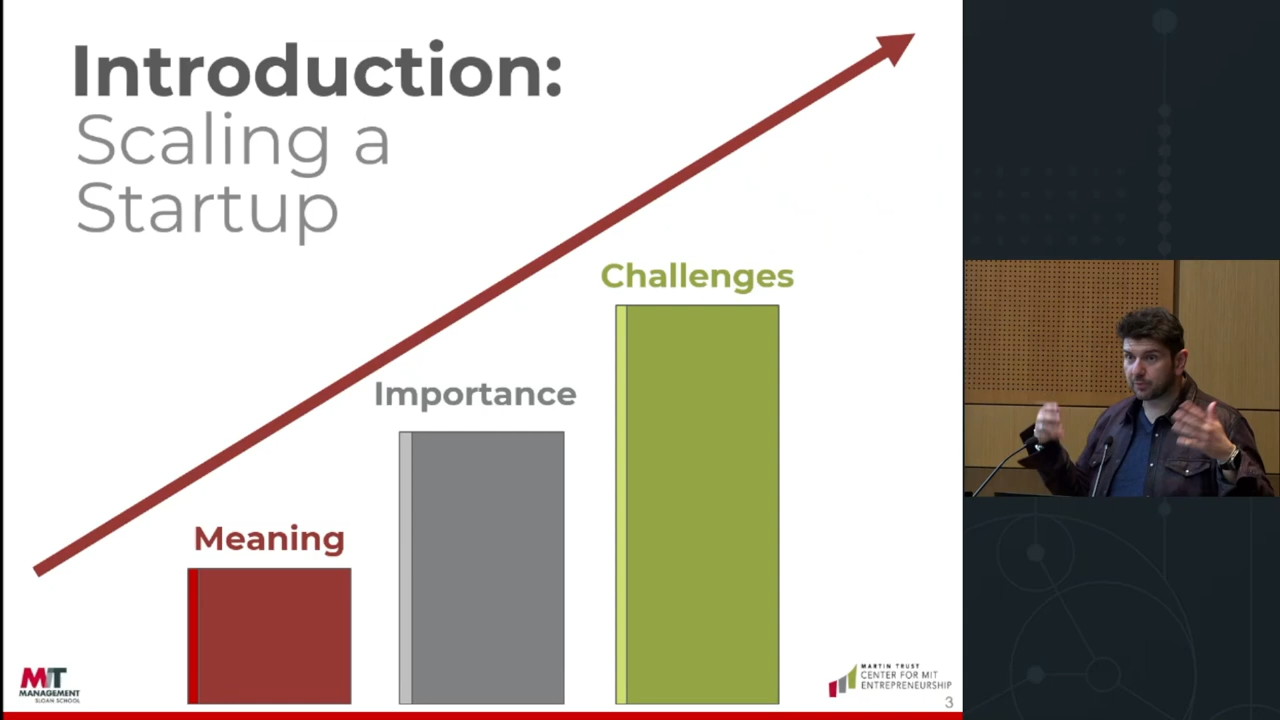 Introduction:
Scaling a
Startup
Challenges
Importance
Meaning
MIT
MANAGEMENT
SLOAN SCHOOL
MARTIN TRUST
CENTER FOR MIT
ENTREPRENEURSHIP
3